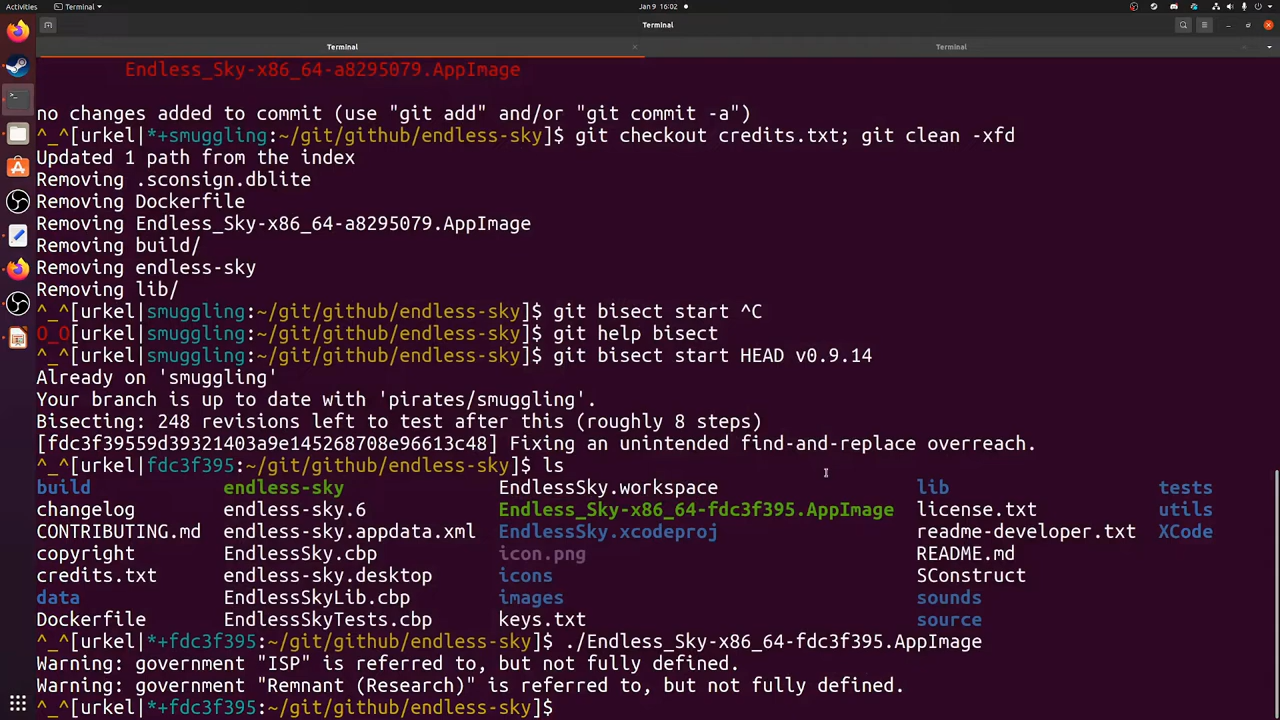 Activities Terminal Jan 9 16:02
Terminal
Terminal Terminal
Endless_Sky-x86_64-a8295079.AppImage
no changes added to commit (use "git add" and/or "git commit -a")
^_^[urkel|*+smuggling:~/git/github/endless-sky]$ git checkout credits.txt; git clean -xfd
Updated 1 path from the index
Removing .sconsign.dblite
Removing Dockerfile
Removing Endless_Sky-x86_64-a8295079.AppImage
Removing build/
Removing endless-sky
Removing lib/
^_^[urkel|smuggling:~/git/github/endless-sky]$ git bisect start ^C
O_O[urkel|smuggling:~/git/github/endless-sky]$ git help bisect
^_^[urkel|smuggling:~/git/github/endless-sky]$ git bisect start HEAD v0.9.14
Already on 'smuggling'
Your branch is up to date with 'pirates/smuggling'.
Bisecting: 248 revisions left to test after this (roughly 8 steps)
[fdc3f39559d39321403a9e145268708e96613c48] Fixing an unintended find-and-replace overreach.
^_^[urkel|fdc3f395:~/git/github/endless-sky]$ ls
build endless-sky EndlessSky.workspace lib tests
changelog endless-sky.6 Endless_Sky-x86_64-fdc3f395.AppImage license.txt utils
CONTRIBUTING.md endless-sky.appdata.xml EndlessSky.xcodeproj readme-developer.txt XCode
copyright EndlessSky.cbp icon.png README.md
credits.txt endless-sky.desktop icons SConstruct
data EndlessSkyLib.cbp images sounds
Dockerfile EndlessSkyTests.cbp keys.txt source
^_^[urkel|*+fdc3f395:~/git/github/endless-sky]$ ./Endless_Sky-x86_64-fdc3f395.AppImage
Warning: government "ISP" is referred to, but not fully defined.
Warning: government "Remnant (Research)" is referred to, but not fully defined.
^_^[urkel|*+fdc3f395:~/git/github/endless-sky]$